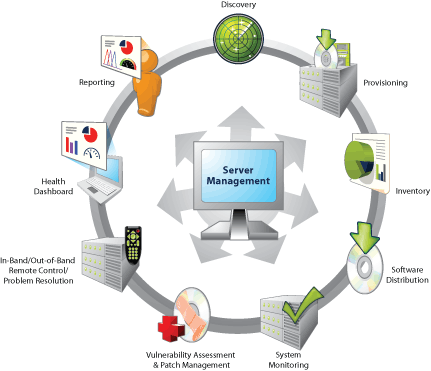 Discovery
Provisioning
Inventory
Software
Distribution
System
Monitoring
Vulnerability Assessment
& Patch Management
In-Band/Out-of-Band
Remote Control/
Problem Resolution
Health
Dashboard
Reporting
Server
Management